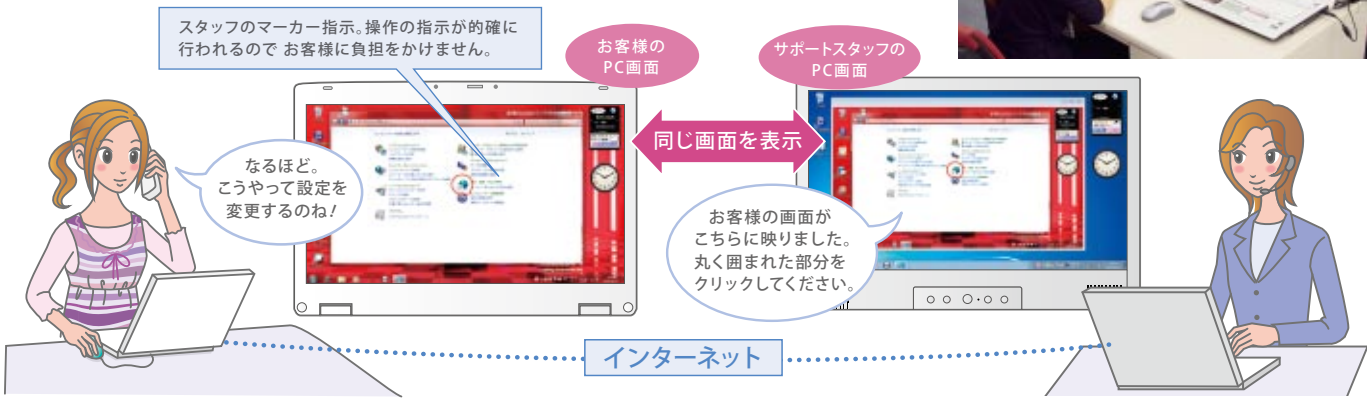 スタッフのマーカー指示。操作の指示が的確に
行われるので お客様に負担をかけません。
お客様の
PC画面
サポートスタッフの
PC画面
同じ画面を表示
なるほど。
こうやって設定を
変更するのね!
お客様の画面が
こちらに映りました。
丸く囲まれた部分を
クリックしてください。
インターネット